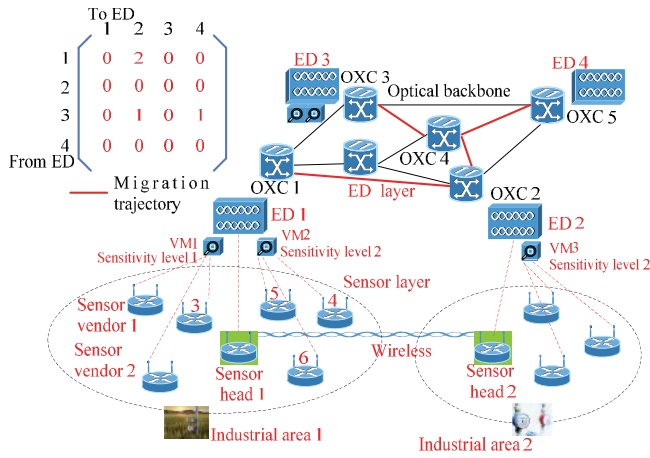 To ED
1 2 3 4
1 0 2 0 0
2 0 0 0 0
3 0 1 0 1
4 0 0 0 0
From ED
Migration
trajectory
ED 3
OXC 3
Optical backbone
ED 4
OXC 5
OXC 4
OXC 1
ED layer
OXC 2
ED 1
ED 2
VM1
Sensitivity level 1
VM2
Sensitivity level 2
VM3
Sensitivity level 2
Sensor layer
Sensor
vendor 1
3
5
4
Sensor
vendor 2
6
Wireless
Sensor
head 1
Sensor
head 2
Industrial area 1
Industrial area 2